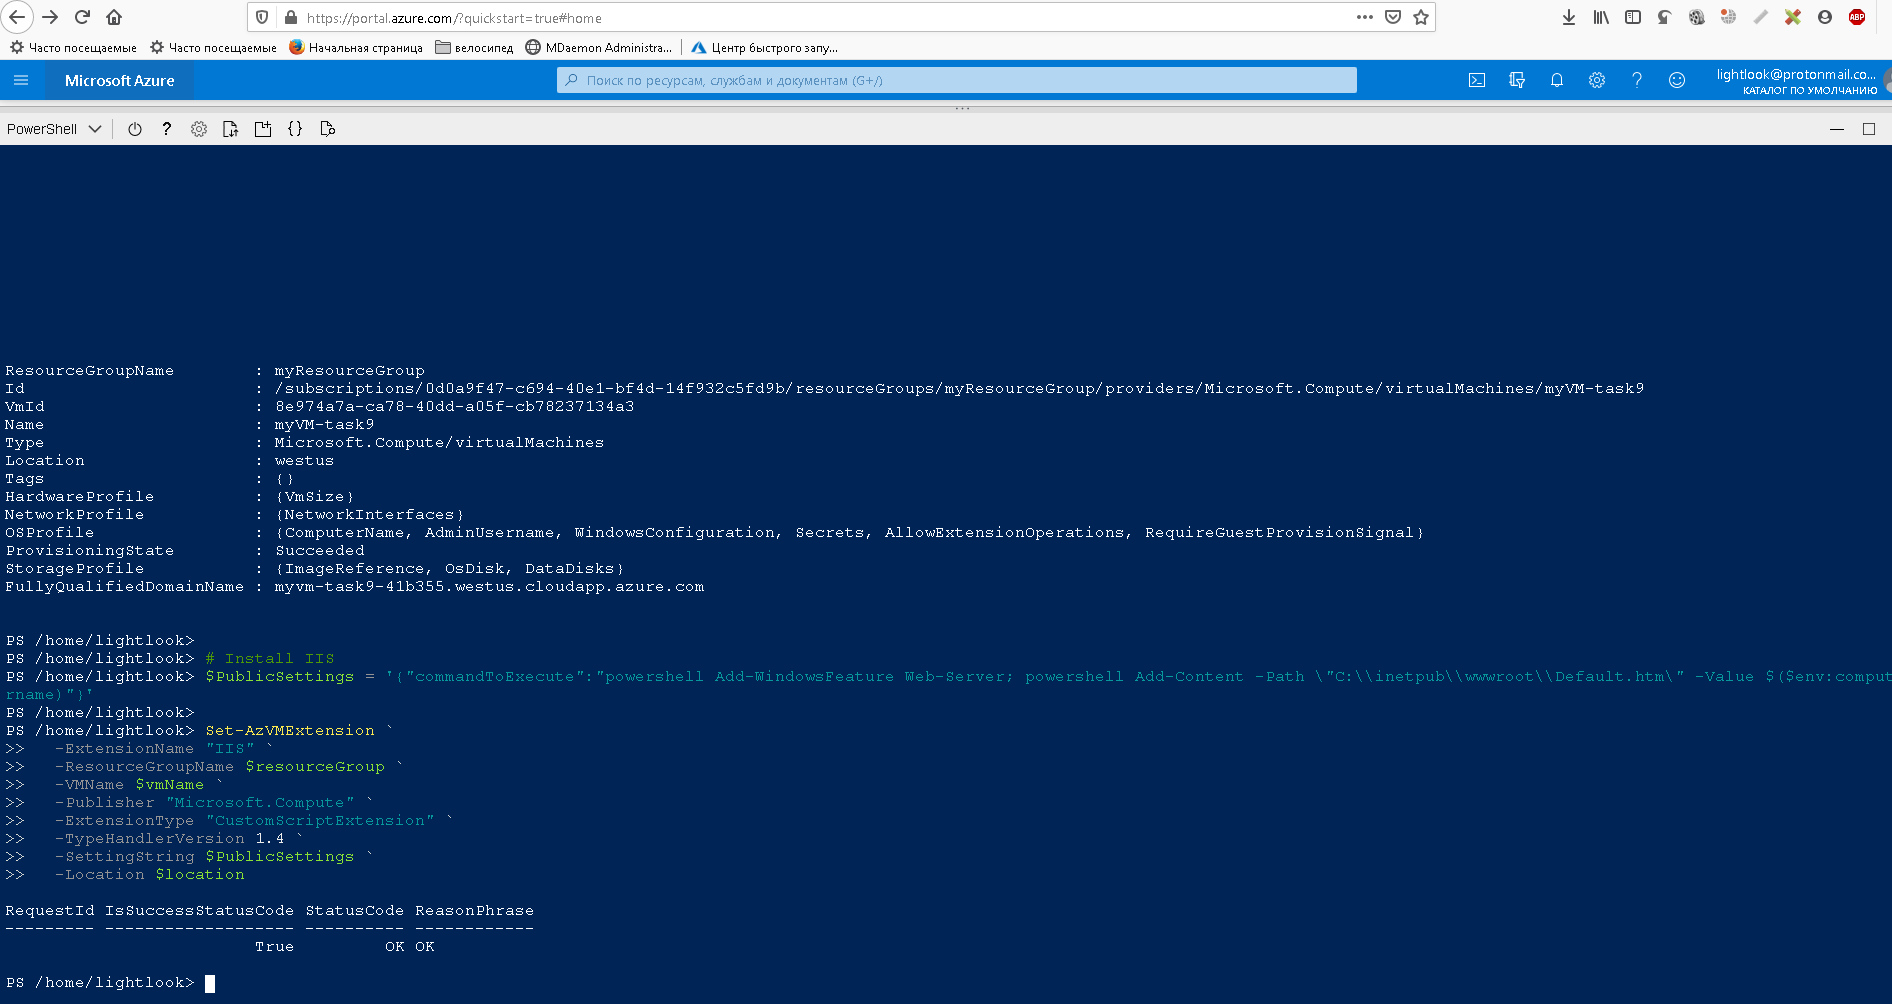 https://portal.azure.com/?quickstart=true#home
Часто посещаемые Часто посещаемые Начальная страница велосипед MDaemon Administra... Центр быстрого запу...
Microsoft Azure Поиск по ресурсам, службам и документам (G+/) lightlook@protonmail.co...
КАТАЛОГ ПО УМОЛЧАНИЮ
PowerShell
ResourceGroupName : myResourceGroup
Id : /subscriptions/0d0a9f47-c694-40e1-bf4d-14f932c5fd9b/resourceGroups/myResourceGroup/providers/Microsoft.Compute/virtualMachines/myVM-task9
VmId : 8e974a7a-ca78-40dd-a05f-cb78237134a3
Name : myVM-task9
Type : Microsoft.Compute/virtualMachines
Location : westus
Tags : {}
HardwareProfile : {VmSize}
NetworkProfile : {NetworkInterfaces}
OSProfile : {ComputerName, AdminUsername, WindowsConfiguration, Secrets, AllowExtensionOperations, RequireGuestProvisionSignal}
ProvisioningState : Succeeded
StorageProfile : {ImageReference, OsDisk, DataDisks}
FullyQualifiedDomainName : myvm-task9-41b355.westus.cloudapp.azure.com
PS /home/lightlook>
PS /home/lightlook> # Install IIS
PS /home/lightlook> $PublicSettings = '{"commandToExecute":"powershell Add-WindowsFeature Web-Server; powershell Add-Content -Path \"C:\\inetpub\\wwwroot\\Default.htm\" -Value $($env:comput
rname)"}'
PS /home/lightlook>
PS /home/lightlook> Set-AzVMExtension `
>> -ExtensionName "IIS" `
>> -ResourceGroupName $resourceGroup `
>> -VMName $vmName `
>> -Publisher "Microsoft.Compute" `
>> -ExtensionType "CustomScriptExtension" `
>> -TypeHandlerVersion 1.4 `
>> -SettingString $PublicSettings `
>> -Location $location
RequestId IsSuccessStatusCode StatusCode ReasonPhrase
--------- ------------------- ---------- ------------
True OK OK
PS /home/lightlook>